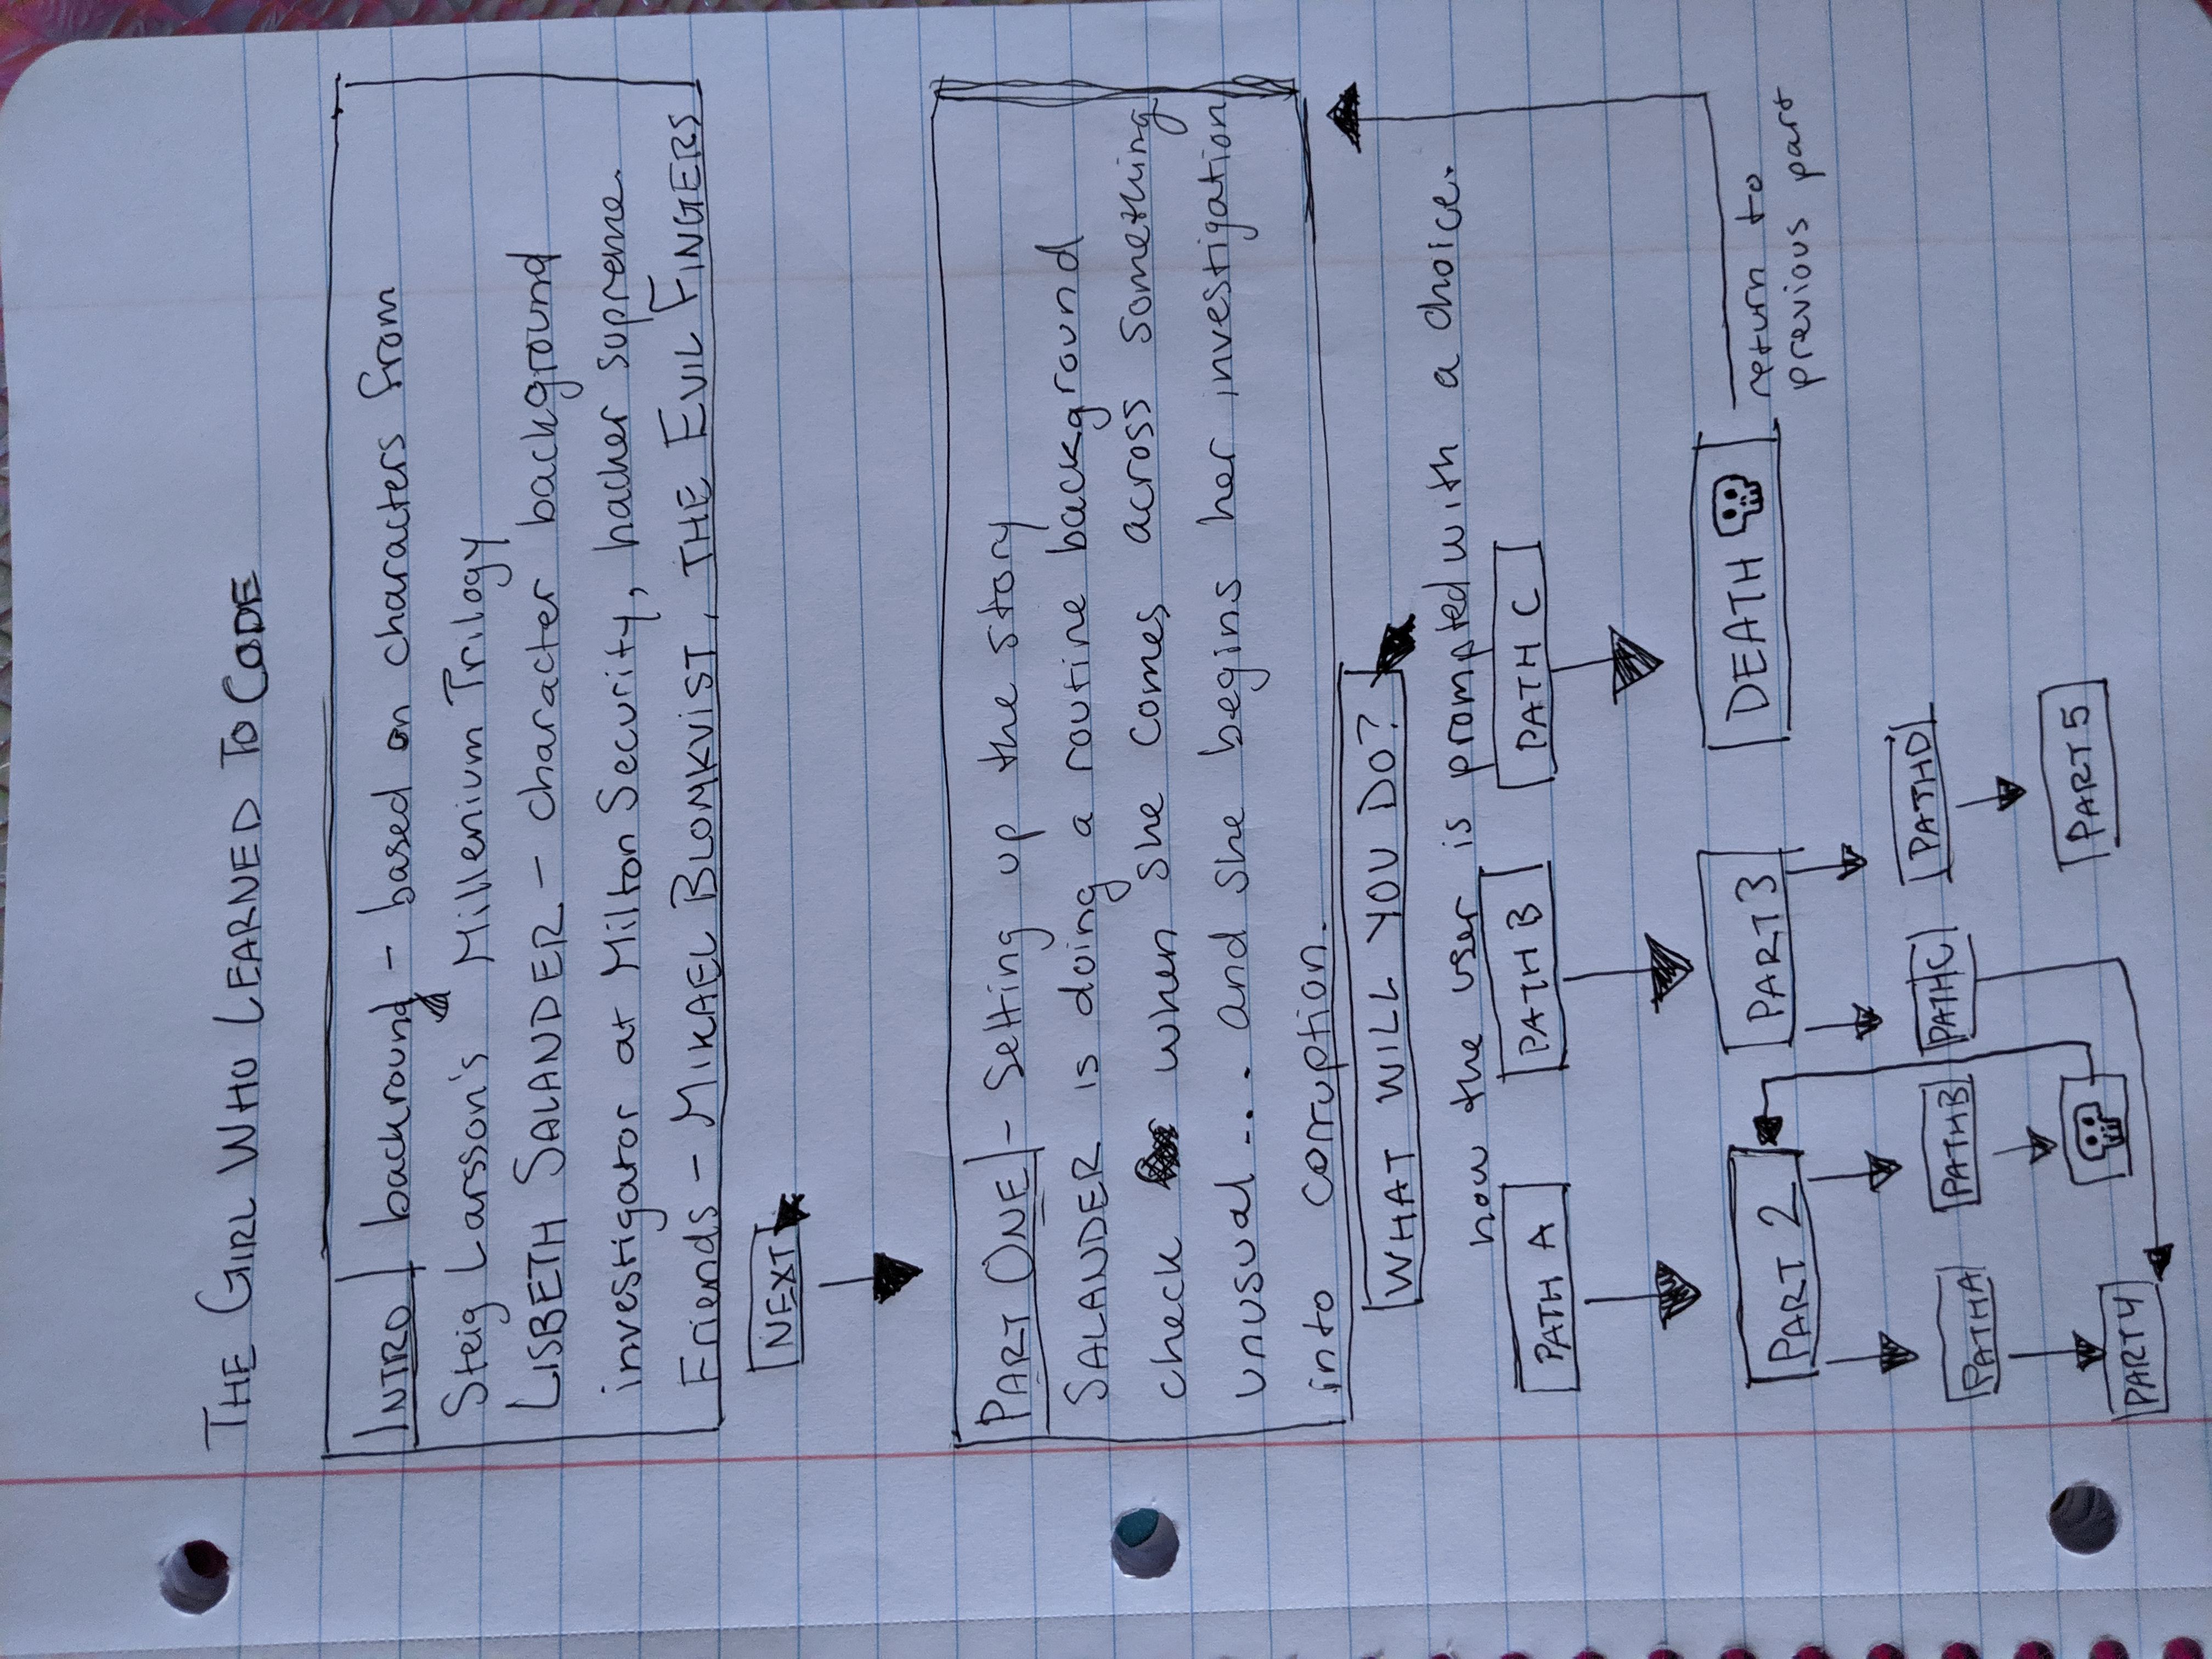 THE GIRL WHO LEARNED TO CODE
INTRO backround - based on characters from
Steig Larsson's Millenium Trilogy
LISBETH SALANDER - character background
investigator at Milton Security, hacker supreme.
Friends - MIKAEL BLOMKVIST, THE EVIL FINGERS
NEXT
PART ONE - Setting up the story
SALANDER is doing a routine background
check when she comes across something
unusual.... and she begins her investigation
into corruption.
WHAT WILL YOU DO?
now the user is prompted with a choice.
PATH A PATH B PATH C
PART 2 PART 3 DEATH
return to
previous part
PATH A PATH B PATH C PATH D
PART 4 PART 5